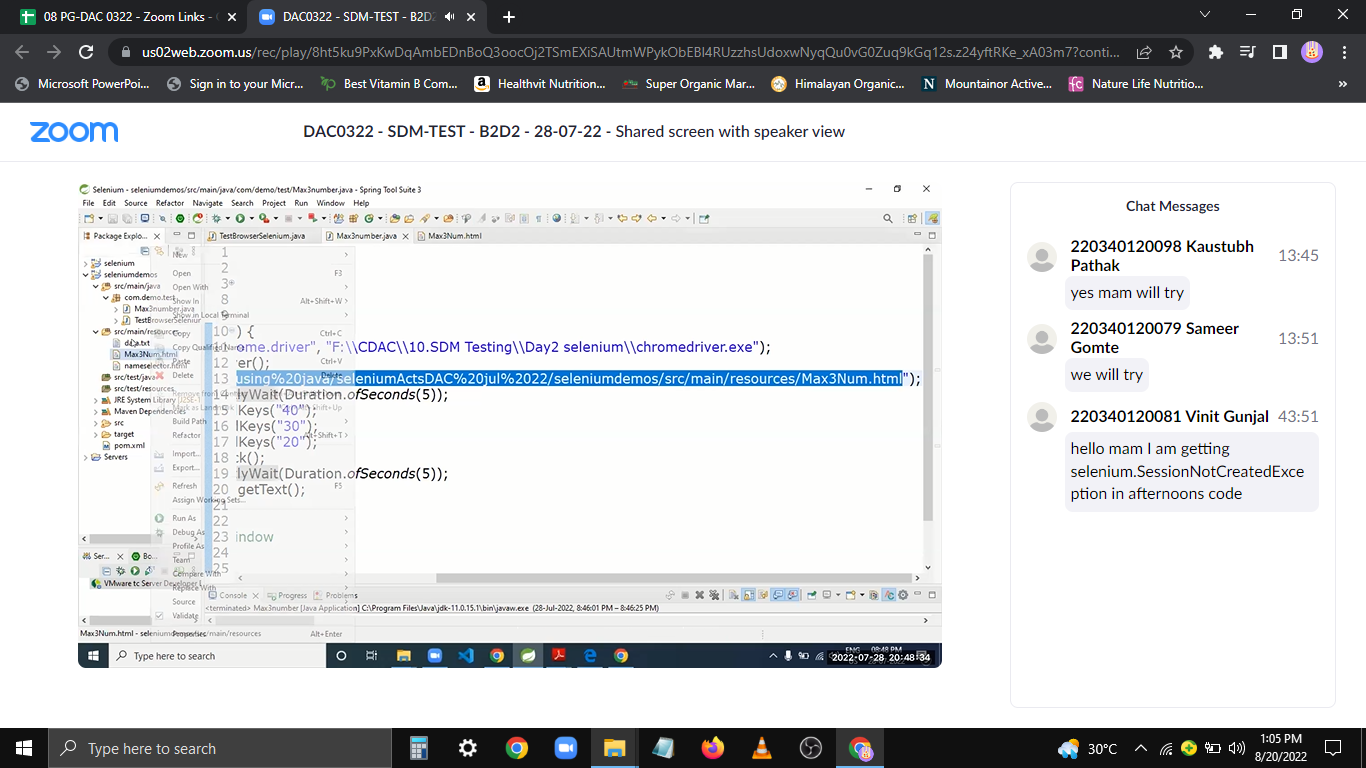 08 PG-DAC 0322 - Zoom Links -
DAC0322 - SDM-TEST - B2D2
us02web.zoom.us/rec/play/8ht5ku9PxKwDqAmbEDnBoQ3oocOj2TSmEXiSAUtmWPykObEBI4RUzzhsUdoxwNyqQu0vG0Zuq9kGq12s.z24yftRKe_xA03m7?conti...
Microsoft PowerPoi...
Sign in to your Micr...
Best Vitamin B Com...
Healthvit Nutrition...
Super Organic Mar...
Himalayan Organic...
Mountainor Active...
Nature Life Nutritio...
zoom
DAC0322 - SDM-TEST - B2D2 - 28-07-22 - Shared screen with speaker view
Selenium - seleniumdemos/src/main/java/com/demo/test/Max3number.java - Spring Tool Suite 3
File Edit Source Refactor Navigate Search Project Run Window Help
Package Explo...
TestBrowserSelenium.java
Max3number.java
Max3Num.html
selenium
seleniumdemos
src/main/java
com.demo.test
Max3number.java
TestBrowserSelenium
src/main/resources
data.txt
Max3Num.html
nameselector.html
src/test/java
src/test/resources
JRE System Library
Maven Dependencies
src
target
pom.xml
Servers
New
Open F3
Open With
Show In Alt+Shift+W
Show in Local Terminal
Copy Ctrl+C
Copy Qualified Name
Paste Ctrl+V
Delete Delete
Build Path
Refactor
Import...
Export...
Refresh F5
Assign Working Sets...
Run As
Debug As
Profile As
Team
Compare With
Replace With
Source
Validate
Properties Alt+Enter
1
2
3
8
9
10 ) {
11 ome.driver", "F:\\CDAC\\10.SDM Testing\\Day2 selenium\\chromedriver.exe");
12 er();
13 using%20java/seleniumActsDAC%20jul%2022/seleniumdemos/src/main/resources/Max3Num.html");
14 lyWait(Duration.ofSeconds(5));
15 Keys("40");
16 lKeys("30");
17 lKeys("20");
18 ck();
19 lyWait(Duration.ofSeconds(5));
20 getText();
21
22
23 indow
24
25
Ser...
Bo...
VMware tc Server Developer
Console
Progress
Problems
<terminated> Max3number [Java Application] C:\Program Files\Java\jdk-11.0.15.1\bin\javaw.exe (28-Jul-2022, 8:46:01 PM – 8:46:25 PM)
Max3Num.html - seleniumdemos/src/main/resources
Type here to search
ENG
08:48 PM
2022-07-28 20:48:34
Chat Messages
220340120098 Kaustubh
Pathak
13:45
yes mam will try
220340120079 Sameer
Gomte
13:51
we will try
220340120081 Vinit Gunjal 43:51
hello mam I am getting
selenium.SessionNotCreatedExce
ption in afternoons code
Type here to search
30°C
1:05 PM
8/20/2022